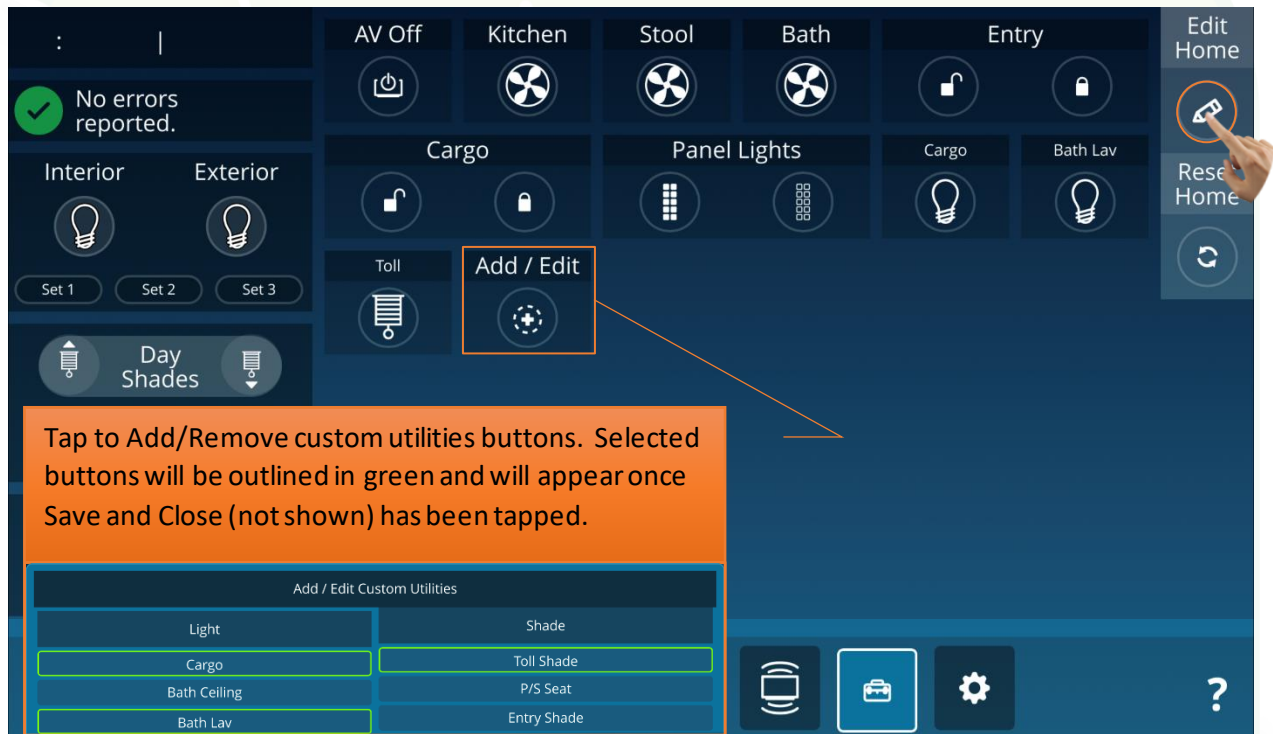 : |
No errors
reported.
Interior Exterior
Set 1 Set 2 Set 3
Day
Shades
AV Off Kitchen Stool Bath Entry
Cargo Panel Lights Cargo Bath Lav
Toll Add / Edit
Edit
Home
Reset
Home
Tap to Add/Remove custom utilities buttons. Selected
buttons will be outlined in green and will appear once
Save and Close (not shown) has been tapped.
Add / Edit Custom Utilities
Light Shade
Cargo Toll Shade
Bath Ceiling P/S Seat
Bath Lav Entry Shade
?